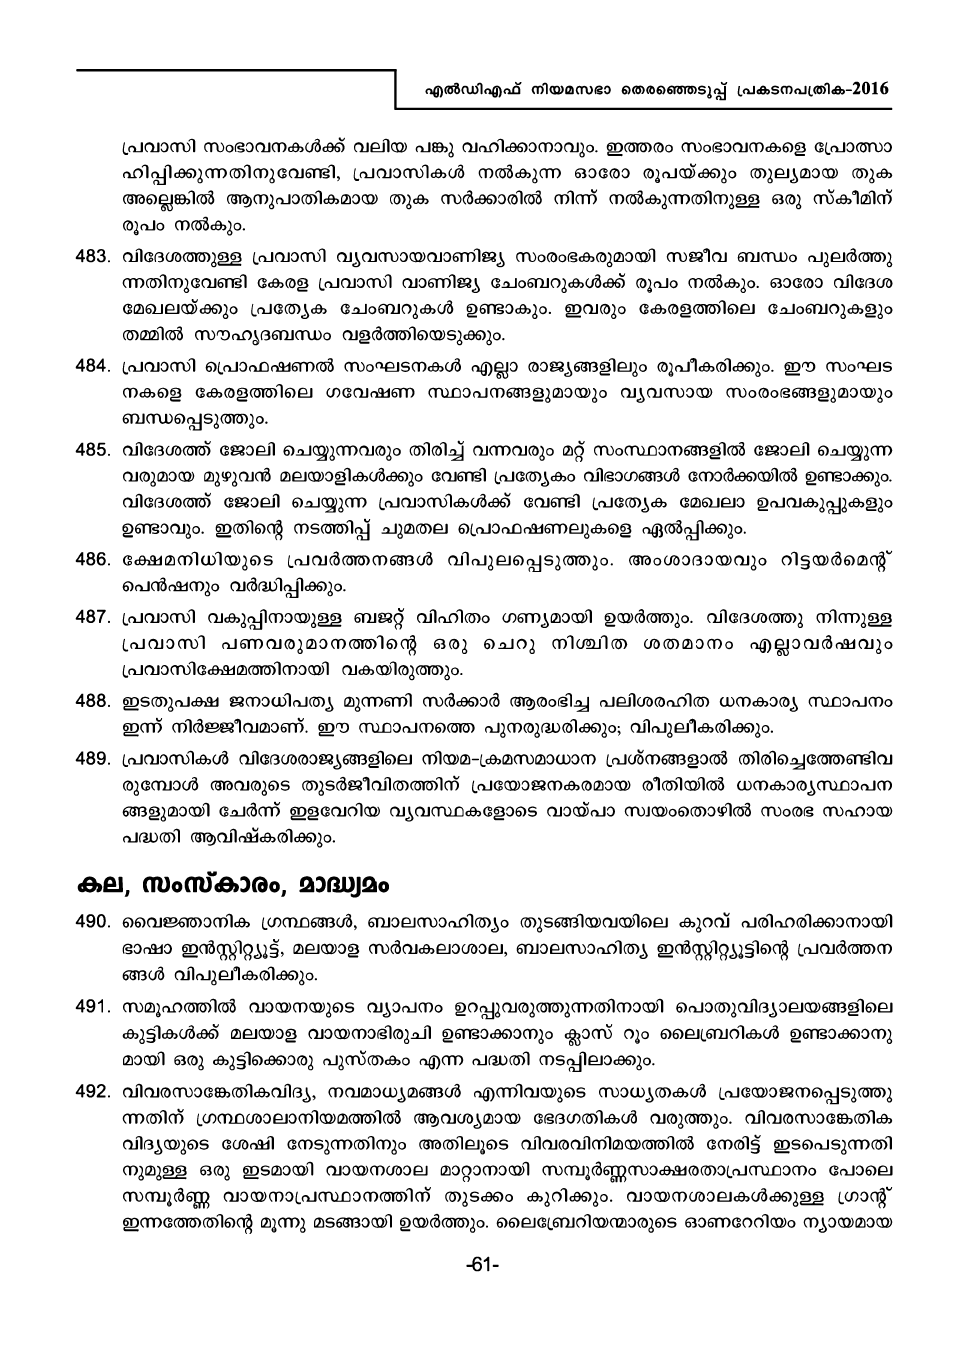 എൽഡിഎഫ് നിയമസഭാ തെരഞ്ഞെടുപ്പ് പ്രകടനപത്രിക-2016
പ്രവാസി സംഭാവനകൾക്ക് വലിയ പങ്കു വഹിക്കാനാവും. ഇത്തരം സംഭാവനകളെ പ്രോത്സാ
ഹിപ്പിക്കുന്നതിനുവേണ്ടി, പ്രവാസികൾ നൽകുന്ന ഓരോ രൂപയ്ക്കും തുല്യമായ തുക
അല്ലെങ്കിൽ ആനുപാതികമായ തുക സർക്കാരിൽ നിന്ന് നൽകുന്നതിനുള്ള ഒരു സ്കീമിന്
രൂപം നൽകും.
483. വിദേശത്തുള്ള പ്രവാസി വ്യവസായവാണിജ്യ സംരംഭകരുമായി സജീവ ബന്ധം പുലർത്തു
ന്നതിനുവേണ്ടി കേരള പ്രവാസി വാണിജ്യ ചേംബറുകൾക്ക് രൂപം നൽകും. ഓരോ വിദേശ
മേഖലയ്ക്കും പ്രത്യേക ചേംബറുകൾ ഉണ്ടാകും. ഇവരും കേരളത്തിലെ ചേംബറുകളും
തമ്മിൽ സൗഹൃദബന്ധം വളർത്തിയെടുക്കും.
484. പ്രവാസി പ്രൊഫഷണൽ സംഘടനകൾ എല്ലാ രാജ്യങ്ങളിലും രൂപീകരിക്കും. ഈ സംഘട
നകളെ കേരളത്തിലെ ഗവേഷണ സ്ഥാപനങ്ങളുമായും വ്യവസായ സംരംഭങ്ങളുമായും
ബന്ധപ്പെടുത്തും.
485. വിദേശത്ത് ജോലി ചെയ്യുന്നവരും തിരിച്ച് വന്നവരും മറ്റ് സംസ്ഥാനങ്ങളിൽ ജോലി ചെയ്യുന്ന
വരുമായ മുഴുവൻ മലയാളികൾക്കും വേണ്ടി പ്രത്യേകം വിഭാഗങ്ങൾ നോർക്കയിൽ ഉണ്ടാക്കും.
വിദേശത്ത് ജോലി ചെയ്യുന്ന പ്രവാസികൾക്ക് വേണ്ടി പ്രത്യേക മേഖലാ ഉപവകുപ്പുകളും
ഉണ്ടാവും. ഇതിന്റെ നടത്തിപ്പ് ചുമതല പ്രൊഫഷണലുകളെ ഏൽപ്പിക്കും.
486. ക്ഷേമനിധിയുടെ പ്രവർത്തനങ്ങൾ വിപുലപ്പെടുത്തും. അംശാദായവും റിട്ടയർമെന്റ്
പെൻഷനും വർദ്ധിപ്പിക്കും.
487. പ്രവാസി വകുപ്പിനായുള്ള ബജറ്റ് വിഹിതം ഗണ്യമായി ഉയർത്തും. വിദേശത്തു നിന്നുള്ള
പ്രവാസി പണവരുമാനത്തിന്റെ ഒരു ചെറു നിശ്ചിത ശതമാനം എല്ലാവർഷവും
പ്രവാസിക്ഷേമത്തിനായി വകയിരുത്തും.
488. ഇടതുപക്ഷ ജനാധിപത്യ മുന്നണി സർക്കാർ ആരംഭിച്ച പലിശരഹിത ധനകാര്യ സ്ഥാപനം
ഇന്ന് നിർജ്ജീവമാണ്. ഈ സ്ഥാപനത്തെ പുനരുദ്ധരിക്കും; വിപുലീകരിക്കും.
489. പ്രവാസികൾ വിദേശരാജ്യങ്ങളിലെ നിയമ-ക്രമസമാധാന പ്രശ്നങ്ങളാൽ തിരിച്ചെത്തേണ്ടിവ
രുമ്പോൾ അവരുടെ തുടർജീവിതത്തിന് പ്രയോജനകരമായ രീതിയിൽ ധനകാര്യസ്ഥാപന
ങ്ങളുമായി ചേർന്ന് ഇളവേറിയ വ്യവസ്ഥകളോടെ വായ്പാ സ്വയംതൊഴിൽ സംരഭ സഹായ
പദ്ധതി ആവിഷ്കരിക്കും.
കല, സംസ്കാരം, മാദ്ധ്യമം
490. വൈജ്ഞാനിക ഗ്രന്ഥങ്ങൾ, ബാലസാഹിത്യം തുടങ്ങിയവയിലെ കുറവ് പരിഹരിക്കാനായി
ഭാഷാ ഇൻസ്റ്റിറ്റ്യൂട്ട്, മലയാള സർവകലാശാല, ബാലസാഹിത്യ ഇൻസ്റ്റിറ്റ്യൂട്ടിന്റെ പ്രവർത്തന
ങ്ങൾ വിപുലീകരിക്കും.
491. സമൂഹത്തിൽ വായനയുടെ വ്യാപനം ഉറപ്പുവരുത്തുന്നതിനായി പൊതുവിദ്യാലയങ്ങളിലെ
കുട്ടികൾക്ക് മലയാള വായനാഭിരുചി ഉണ്ടാക്കാനും ക്ലാസ് റൂം ലൈബ്രറികൾ ഉണ്ടാക്കാനു
മായി ഒരു കുട്ടിക്കൊരു പുസ്തകം എന്ന പദ്ധതി നടപ്പിലാക്കും.
492. വിവരസാങ്കേതികവിദ്യ, നവമാധ്യമങ്ങൾ എന്നിവയുടെ സാധ്യതകൾ പ്രയോജനപ്പെടുത്തു
ന്നതിന് ഗ്രന്ഥശാലാനിയമത്തിൽ ആവശ്യമായ ഭേദഗതികൾ വരുത്തും. വിവരസാങ്കേതിക
വിദ്യയുടെ ശേഷി നേടുന്നതിനും അതിലൂടെ വിവരവിനിമയത്തിൽ നേരിട്ട് ഇടപെടുന്നതി
നുമുള്ള ഒരു ഇടമായി വായനശാല മാറ്റാനായി സമ്പൂർണ്ണസാക്ഷരതാപ്രസ്ഥാനം പോലെ
സമ്പൂർണ്ണ വായനാപ്രസ്ഥാനത്തിന് തുടക്കം കുറിക്കും. വായനശാലകൾക്കുള്ള ഗ്രാന്റ്
ഇന്നത്തേതിന്റെ മൂന്നു മടങ്ങായി ഉയർത്തും. ലൈബ്രേറിയന്മാരുടെ ഓണറേറിയം ന്യായമായ
-61-